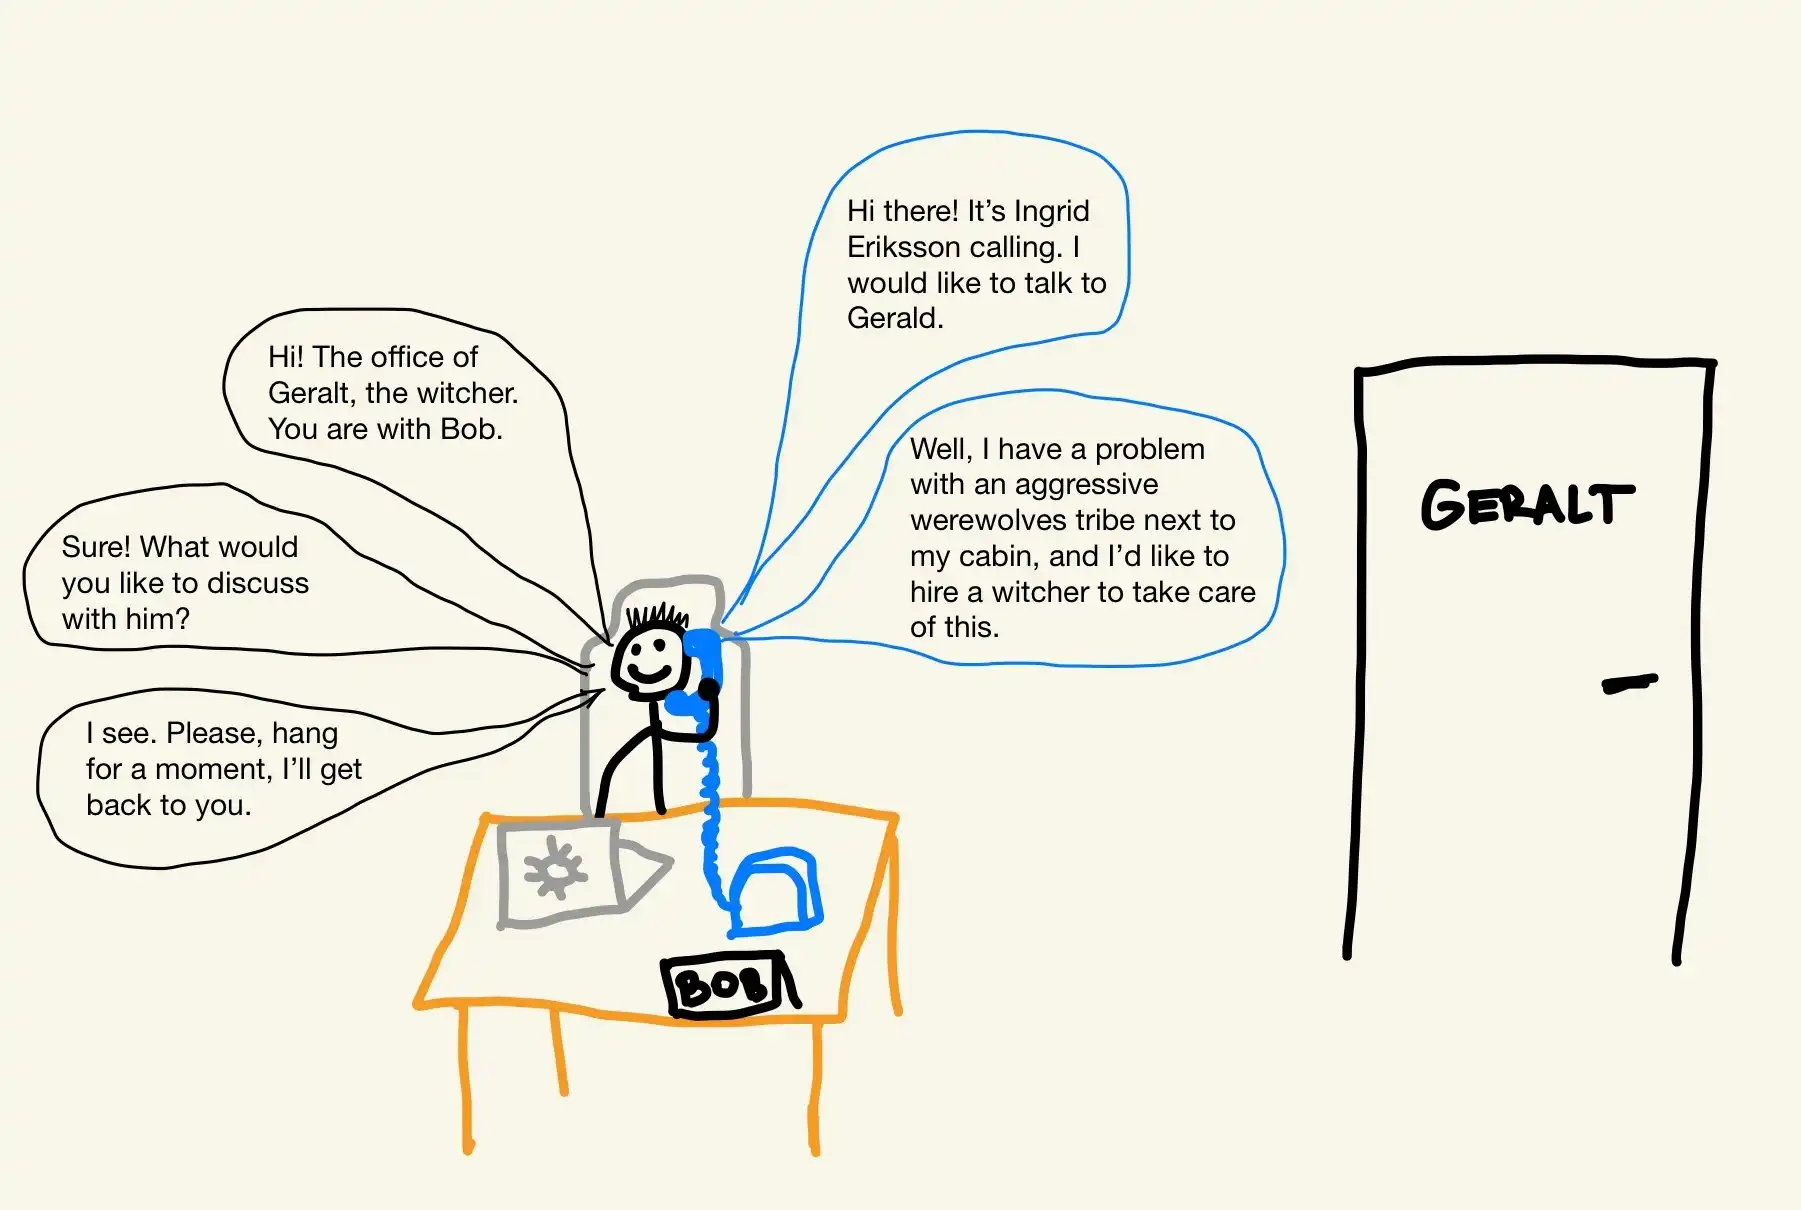 Hi! The office of
Geralt, the witcher.
You are with Bob.
Hi there! It’s Ingrid
Eriksson calling. I
would like to talk to
Gerald.
Sure! What would
you like to discuss
with him?
Well, I have a problem
with an aggressive
werewolves tribe next to
my cabin, and I’d like to
hire a witcher to take care
of this.
I see. Please, hang
for a moment, I’ll get
back to you.
BOB
GERALT